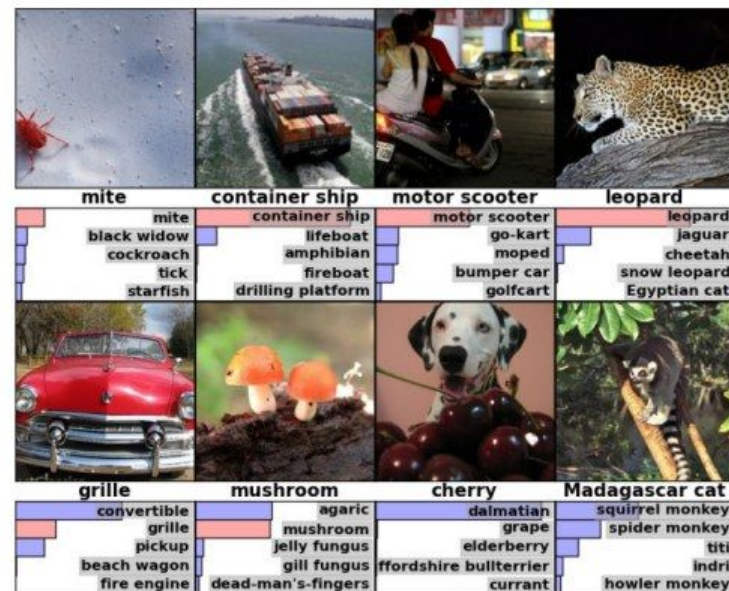 mite
container ship
motor scooter
leopard
mite
black widow
cockroach
tick
starfish
container ship
lifeboat
amphibian
fireboat
drilling platform
motor scooter
go-kart
moped
bumper car
golfcart
leopard
jaguar
cheetah
snow leopard
Egyptian cat
grille
mushroom
cherry
Madagascar cat
convertible
grille
pickup
beach wagon
fire engine
agaric
mushroom
jelly fungus
gill fungus
dead-man's-fingers
dalmatian
grape
elderberry
ffordshire bullterrier
currant
squirrel monkey
spider monkey
titi
indri
howler monkey